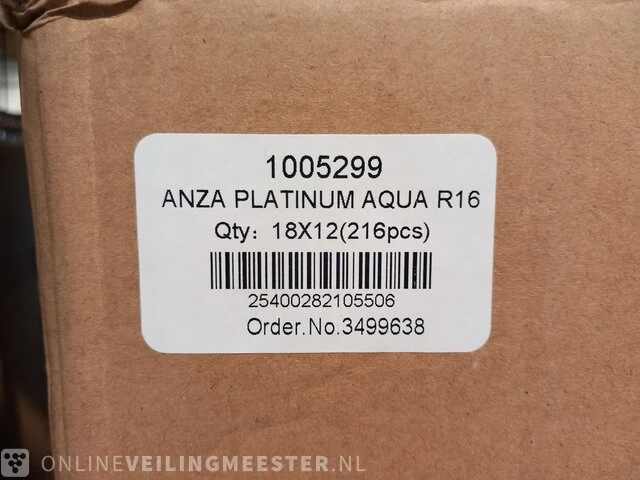 1005299
ANZA PLATINUM AQUA R16
Qty: 18X12(216pcs)
25400282105506
Order.No.3499638
ONLINEVEILINGMEESTER.NL